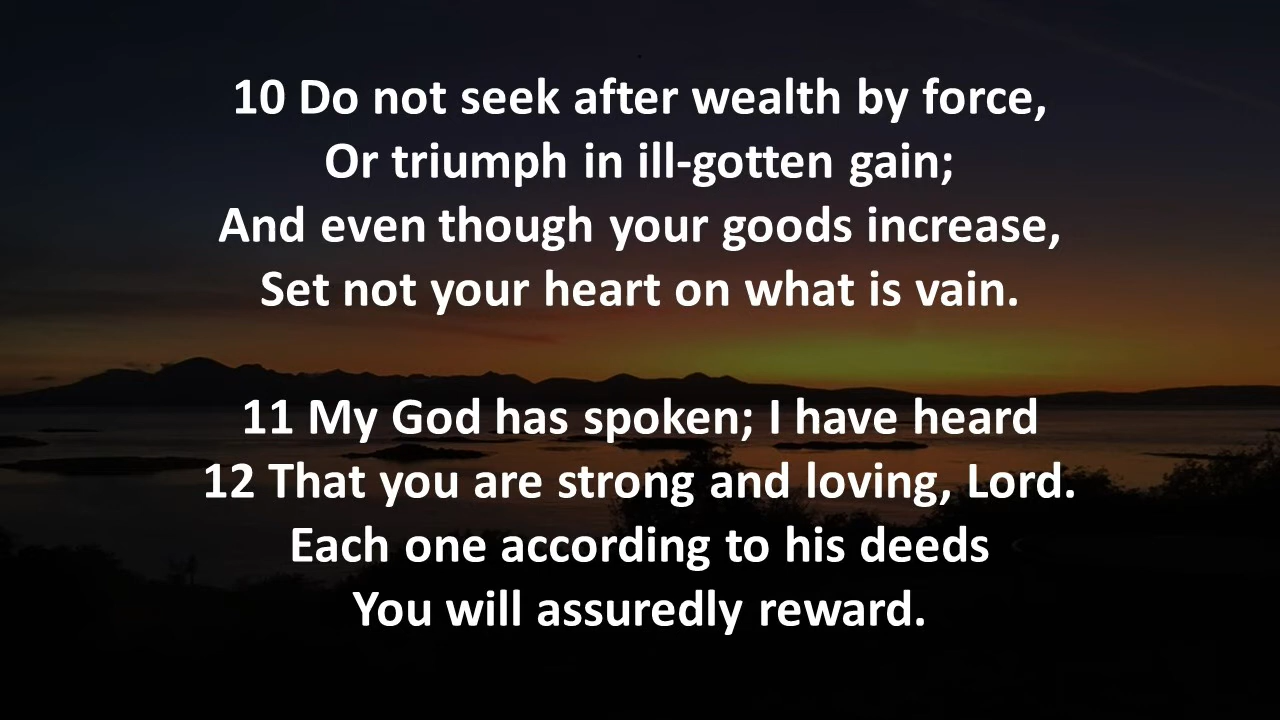 10 Do not seek after wealth by force,
Or triumph in ill-gotten gain;
And even though your goods increase,
Set not your heart on what is vain.
11 My God has spoken; I have heard
12 That you are strong and loving, Lord.
Each one according to his deeds
You will assuredly reward.